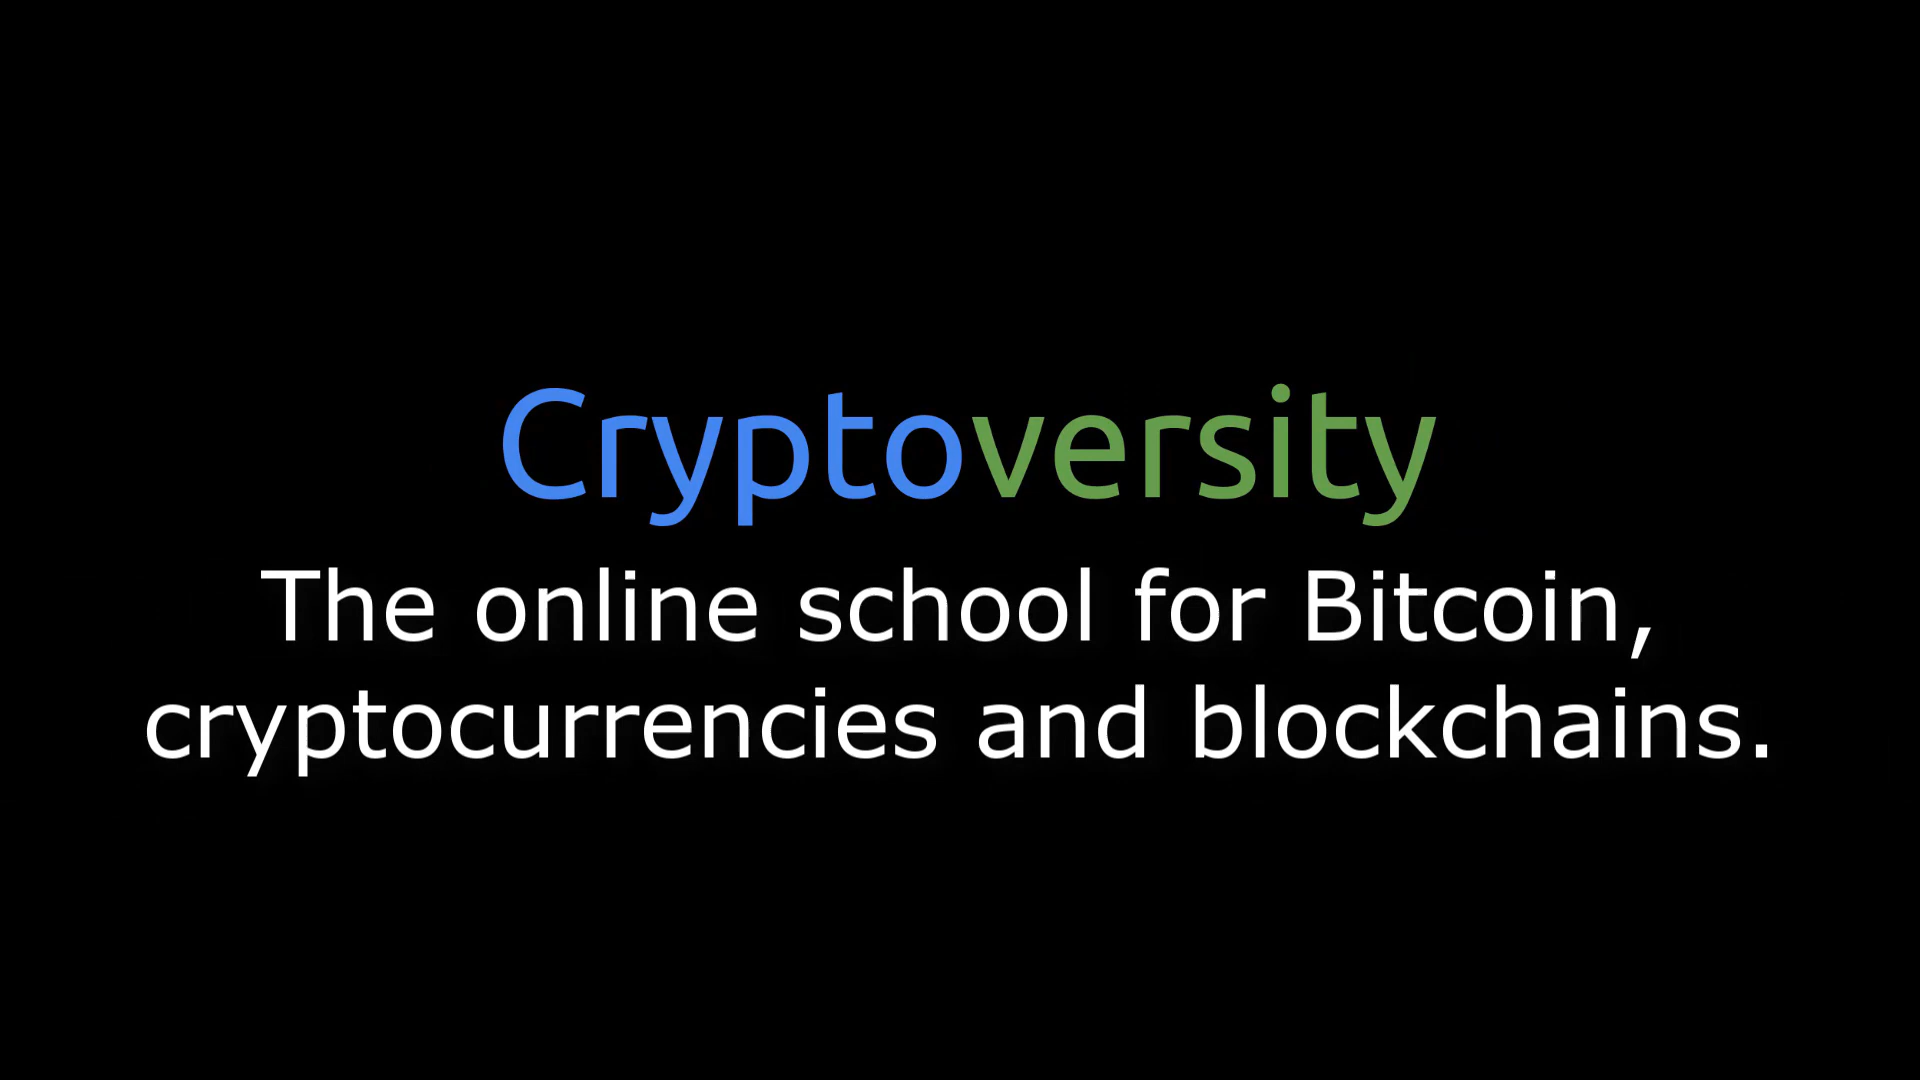 Cryptoversity
The online school for Bitcoin,
cryptocurrencies and blockchains.